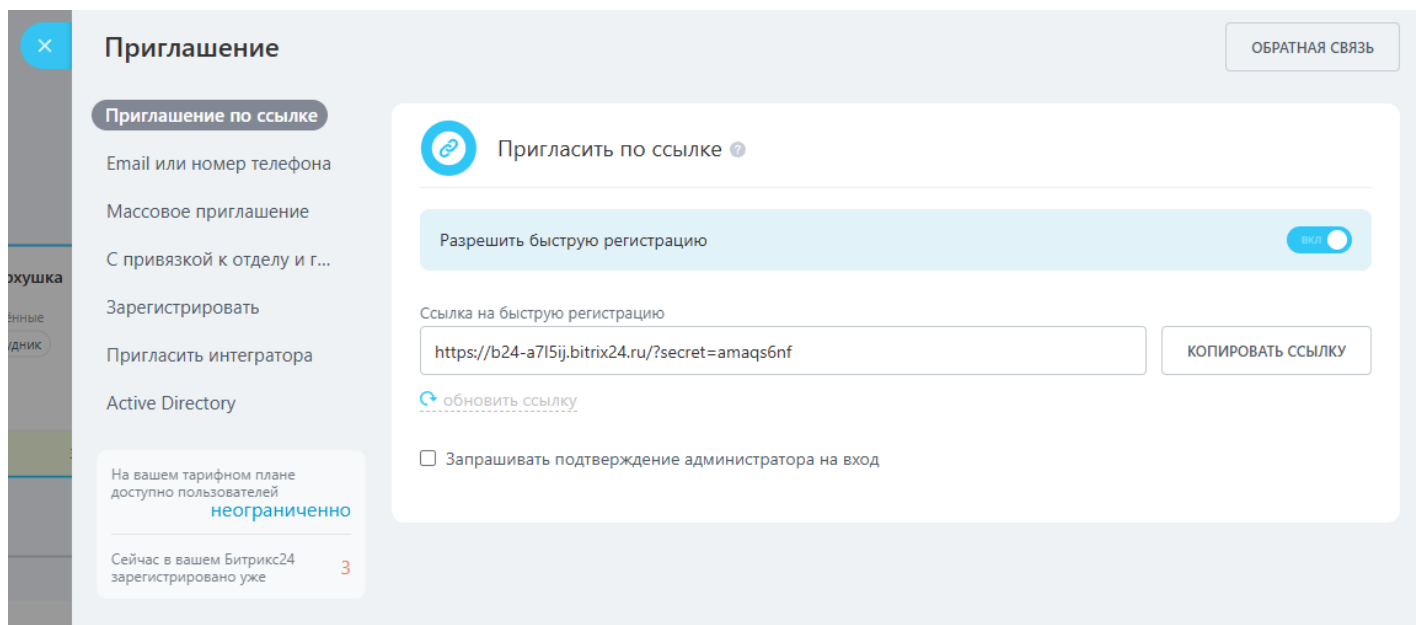 Приглашение
ОБРАТНАЯ СВЯЗЬ
Приглашение по ссылке
Email или номер телефона
Массовое приглашение
С привязкой к отделу и г...
Зарегистрировать
Пригласить интегратора
Active Directory
На вашем тарифном плане
доступно пользователей
неограниченно
Сейчас в вашем Битрикс24
зарегистрировано уже
3
Пригласить по ссылке
Разрешить быструю регистрацию
ВКЛ
Ссылка на быструю регистрацию
https://b24-a7l5ij.bitrix24.ru/?secret=amaqs6nf
КОПИРОВАТЬ ССЫЛКУ
обновить ссылку
Запрашивать подтверждение администратора на вход